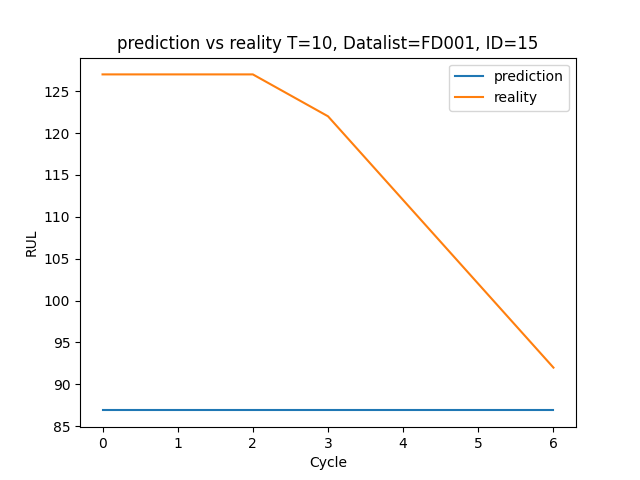 prediction vs reality T=10, Datalist=FD001, ID=15
prediction
reality
125
120
115
110
105
100
95
90
85
RUL
0 1 2 3 4 5 6
Cycle